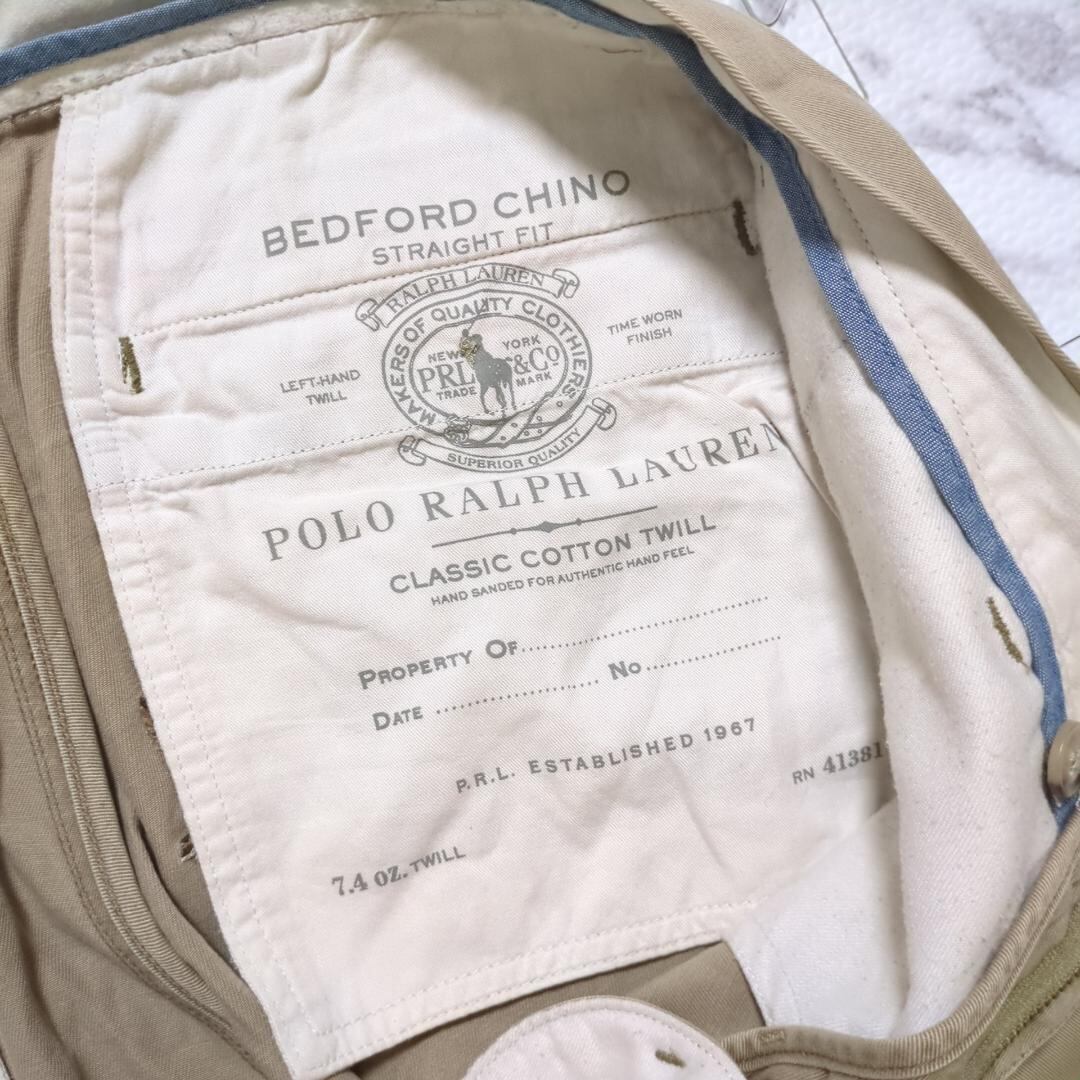 BEDFORD CHINO
STRAIGHT FIT
RALPH LAUREN
MAKERS OF QUALITY CLOTHIERS
NEW YORK
PRL &Co
TRADE MARK
SUPERIOR QUALITY
LEFT-HAND
TWILL
TIME WORN
FINISH
POLO RALPH LAUREN
CLASSIC COTTON TWILL
HAND SANDED FOR AUTHENTIC HAND FEEL
PROPERTY OF
DATE No
P.R.L. ESTABLISHED 1967
RN 41381
7.4 OZ. TWILL